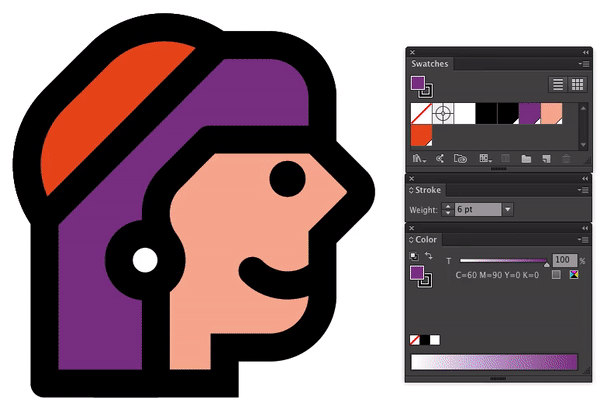 Swatches
Stroke
Weight: 6 pt
Color
T 100 %
C=60 M=90 Y=0 K=0